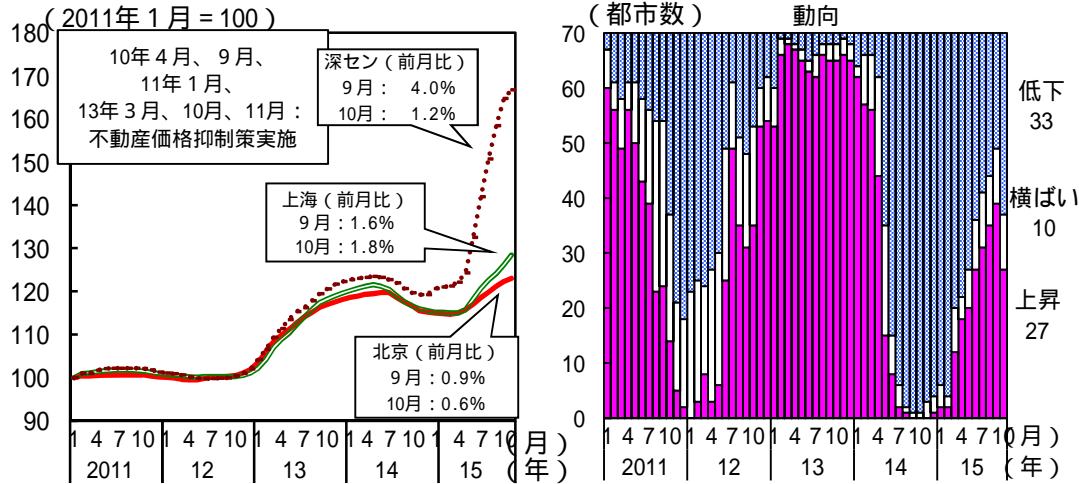 (2011年1月=100)
180
170
160
150
140
130
120
110
100
90
10年4月、9月、
11年1月、
13年3月、10月、11月:
不動産価格抑制策実施
深セン(前月比)
9月: 4.0%
10月: 1.2%
上海(前月比)
9月:1.6%
10月:1.8%
北京(前月比)
9月:0.9%
10月:0.6%
1 4 7 10 1 4 7 10 1 4 7 10 1 4 7 10 1 4 7 10 (月)
2011 12 13 14 15 (年)
(都市数) 動向
70
60
50
40
30
20
10
0
低下
33
横ばい
10
上昇
27
1 4 7 10 1 4 7 10 1 4 7 10 1 4 7 10 1 4 7 10 (月)
2011 12 13 14 15 (年)